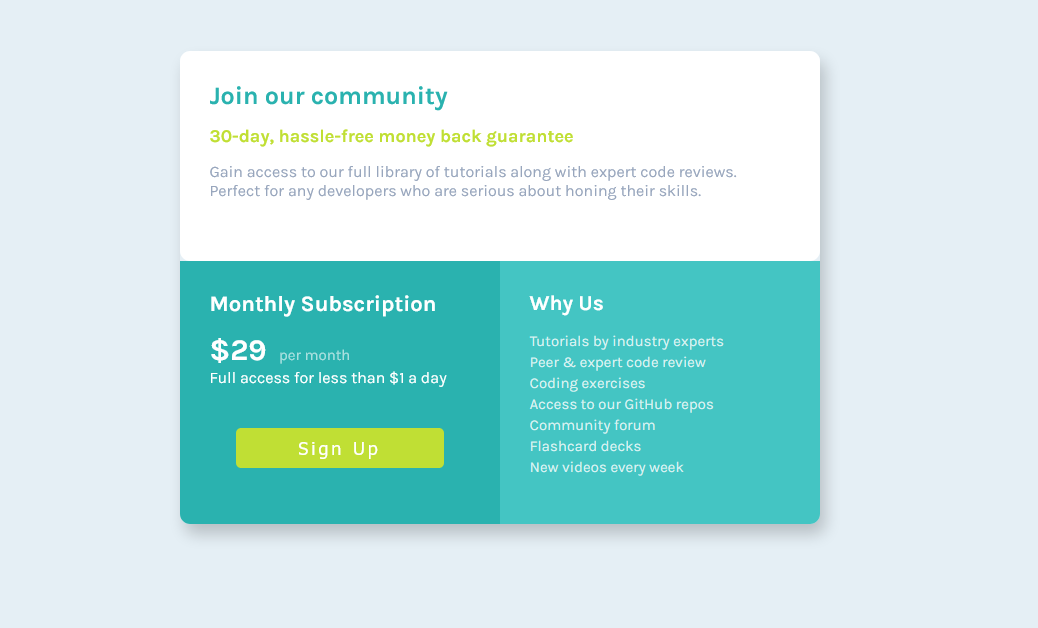 Join our community
30-day, hassle-free money back guarantee
Gain access to our full library of tutorials along with expert code reviews.
Perfect for any developers who are serious about honing their skills.
Monthly Subscription
$29 per month
Full access for less than $1 a day
Sign Up
Why Us
Tutorials by industry experts
Peer & expert code review
Coding exercises
Access to our GitHub repos
Community forum
Flashcard decks
New videos every week